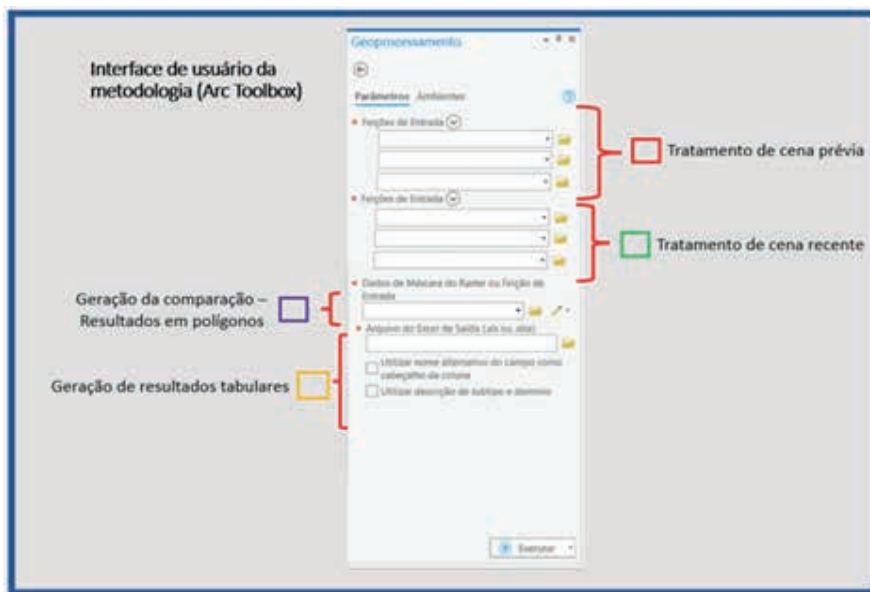 Interface de usuário da
metodologia (Arc Toolbox)
Geoprocessamento
Parâmetros Ambientes
Feições de Entrada
Feições de Entrada
Dados de Máscara do Raster ou Feição de
Entrada
Arquivo do Excel de Saída (.xls ou .xlsx)
Utilizar nome alternativo do campo como
cabeçalho da coluna
Utilizar descrição de subtipo e domínio
Executar
Tratamento de cena prévia
Tratamento de cena recente
Geração da comparação –
Resultados em polígonos
Geração de resultados tabulares